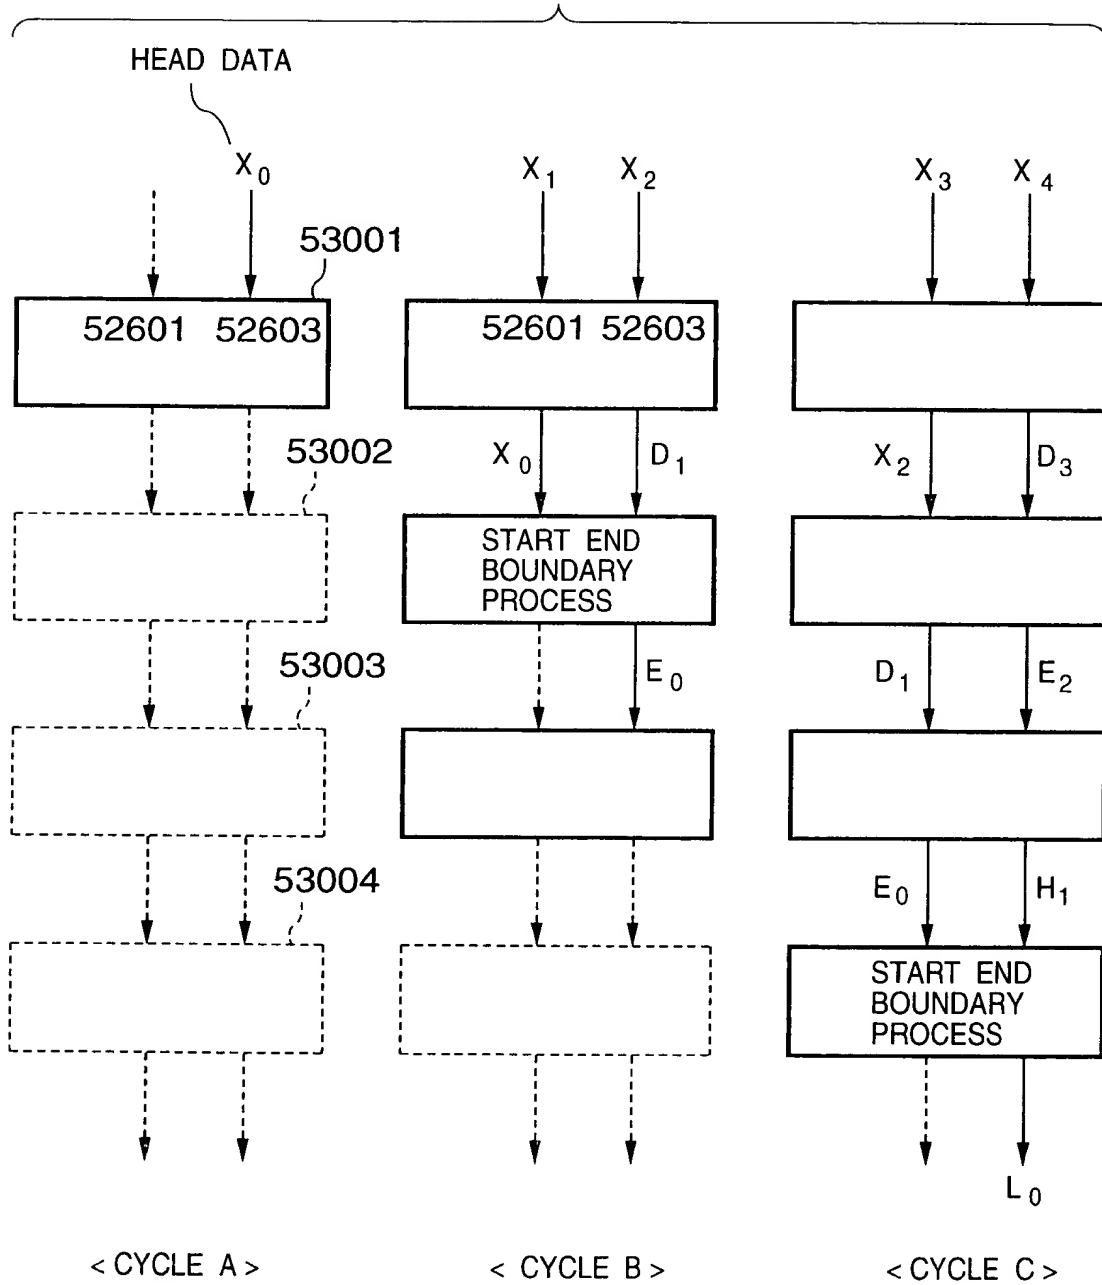 HEAD DATA
X0 X1 X2 X3 X4
53001
52601 52603 52601 52603
53002 X0 D1 X2 D3
START END
BOUNDARY
PROCESS
53003 E0 D1 E2
53004 E0 H1
START END
BOUNDARY
PROCESS
L0
< CYCLE A > < CYCLE B > < CYCLE C >